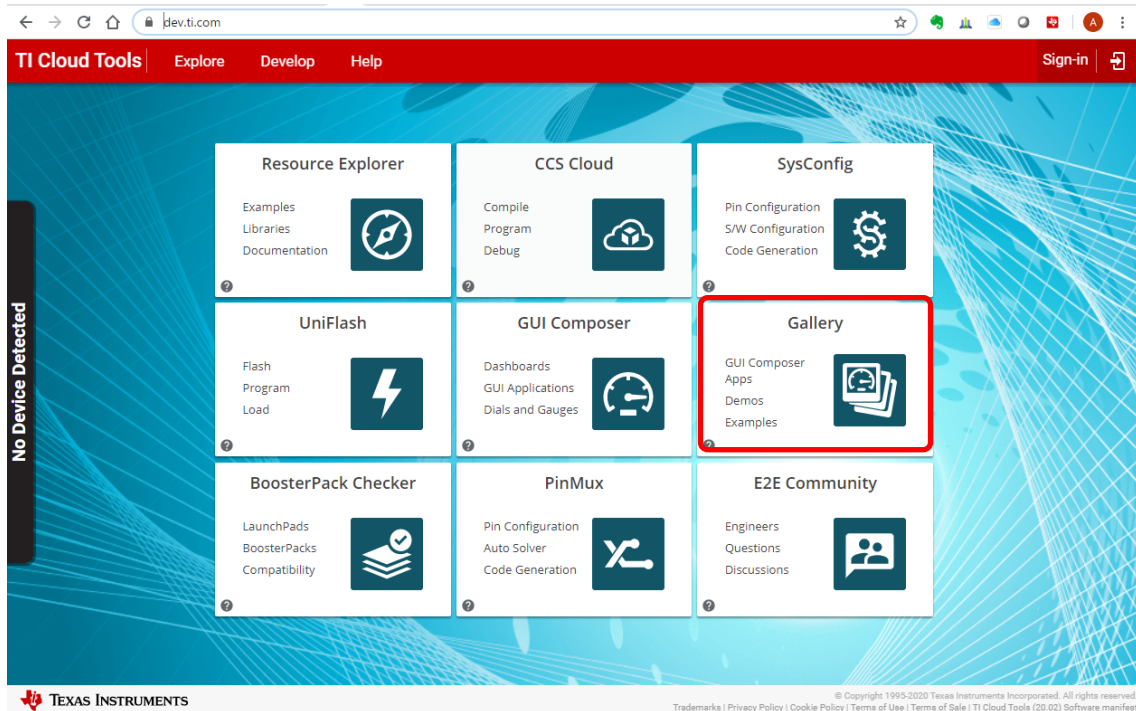 dev.ti.com
A
TI Cloud Tools Explore Develop Help Sign-in
Resource Explorer
Examples
Libraries
Documentation
?
CCS Cloud
Compile
Program
Debug
?
SysConfig
Pin Configuration
S/W Configuration
Code Generation
?
No Device Detected
UniFlash
Flash
Program
Load
?
GUI Composer
Dashboards
GUI Applications
Dials and Gauges
?
Gallery
GUI Composer
Apps
Demos
Examples
?
BoosterPack Checker
LaunchPads
BoosterPacks
Compatibility
?
PinMux
Pin Configuration
Auto Solver
Code Generation
?
E2E Community
Engineers
Questions
Discussions
?
TEXAS INSTRUMENTS
© Copyright 1995-2020 Texas Instruments Incorporated. All rights reserved.
Trademarks | Privacy Policy | Cookie Policy | Terms of Use | Terms of Sale | TI Cloud Tools (20.02) Software manifest